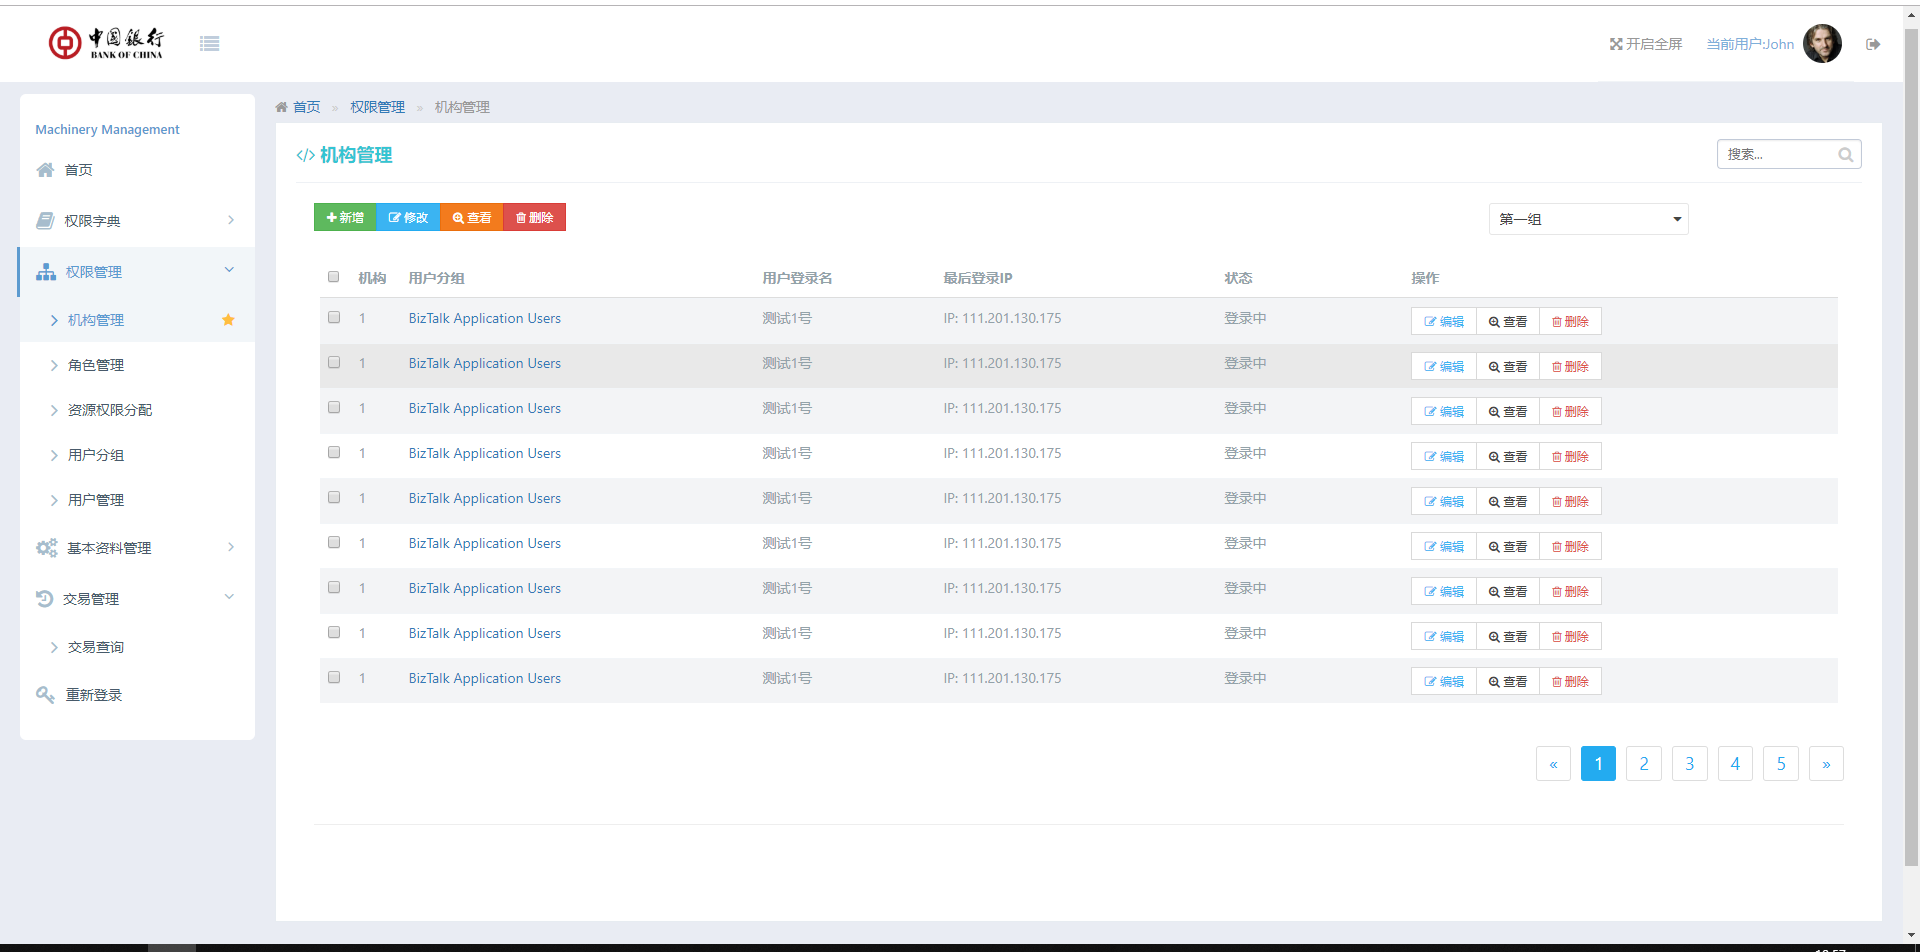 中国银行
BANK OF CHINA
开启全屏 当前用户:John
Machinery Management
首页
权限字典
权限管理
机构管理
角色管理
资源权限分配
用户分组
用户管理
基本资料管理
交易管理
交易查询
重新登录
首页 » 权限管理 » 机构管理
</> 机构管理
搜索...
新增 修改 查看 删除
第一组
机构 用户分组 用户登录名 最后登录IP 状态 操作
1 BizTalk Application Users 测试1号 IP: 111.201.130.175 登录中 编辑 查看 删除
1 BizTalk Application Users 测试1号 IP: 111.201.130.175 登录中 编辑 查看 删除
1 BizTalk Application Users 测试1号 IP: 111.201.130.175 登录中 编辑 查看 删除
1 BizTalk Application Users 测试1号 IP: 111.201.130.175 登录中 编辑 查看 删除
1 BizTalk Application Users 测试1号 IP: 111.201.130.175 登录中 编辑 查看 删除
1 BizTalk Application Users 测试1号 IP: 111.201.130.175 登录中 编辑 查看 删除
1 BizTalk Application Users 测试1号 IP: 111.201.130.175 登录中 编辑 查看 删除
1 BizTalk Application Users 测试1号 IP: 111.201.130.175 登录中 编辑 查看 删除
1 BizTalk Application Users 测试1号 IP: 111.201.130.175 登录中 编辑 查看 删除
« 1 2 3 4 5 »